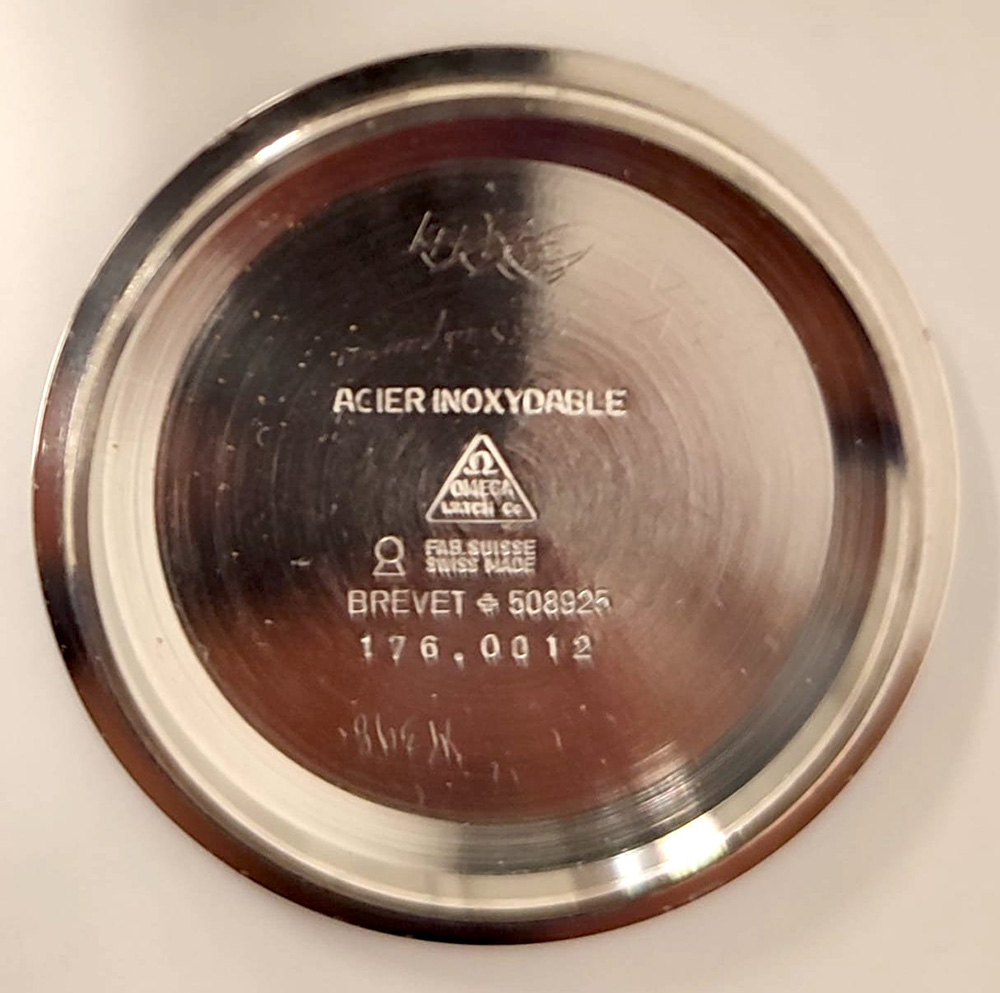 ACIER INOXYDABLE
Ω
OMEGA
WATCH Co
FAB. SUISSE
SWISS MADE
BREVET ⌖ 508925
176.0012